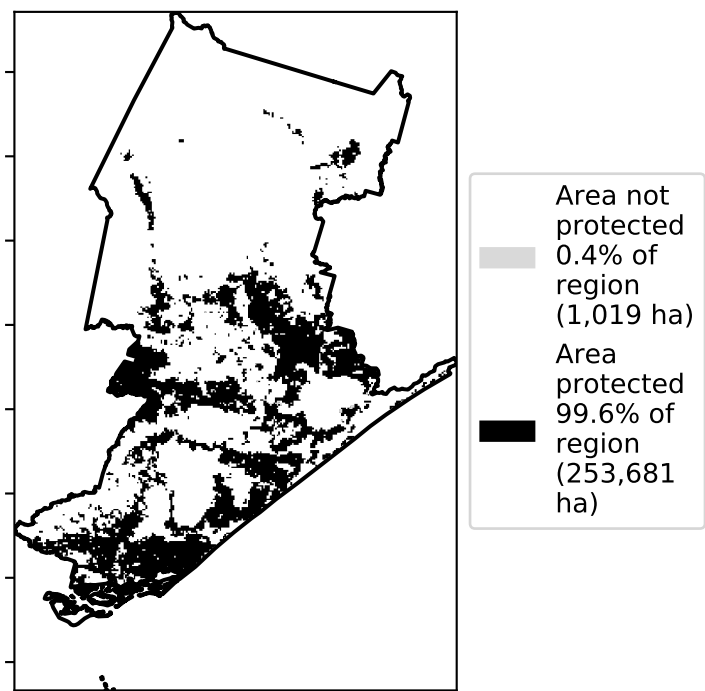 Area not
protected
0.4% of
region
(1,019 ha)
Area
protected
99.6% of
region
(253,681
ha)